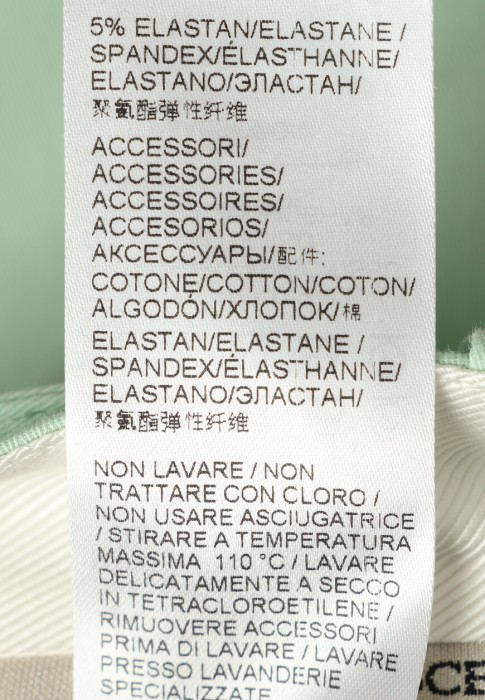 5% ELASTAN/ELASTANE /
SPANDEX/ÉLASTHANNE/
ELASTANO/ЭЛАСТАН/
聚氨酯弹性纤维
ACCESSORI/
ACCESSORIES/
ACCESSOIRES/
ACCESORIOS/
АКСЕССУАРЫ/配件:
COTONE/COTTON/COTON/
ALGODÓN/ХЛОПОК/棉
ELASTAN/ELASTANE /
SPANDEX/ÉLASTHANNE/
ELASTANO/ЭЛАСТАН/
聚氨酯弹性纤维
NON LAVARE / NON
TRATTARE CON CLORO /
NON USARE ASCIUGATRICE
/ STIRARE A TEMPERATURA
MASSIMA 110 °C / LAVARE
DELICATAMENTE A SECCO
IN TETRACLOROETILENE /
RIMUOVERE ACCESSORI
PRIMA DI LAVARE / LAVARE
PRESSO LAVANDERIE
SPECIALIZZATE
CE